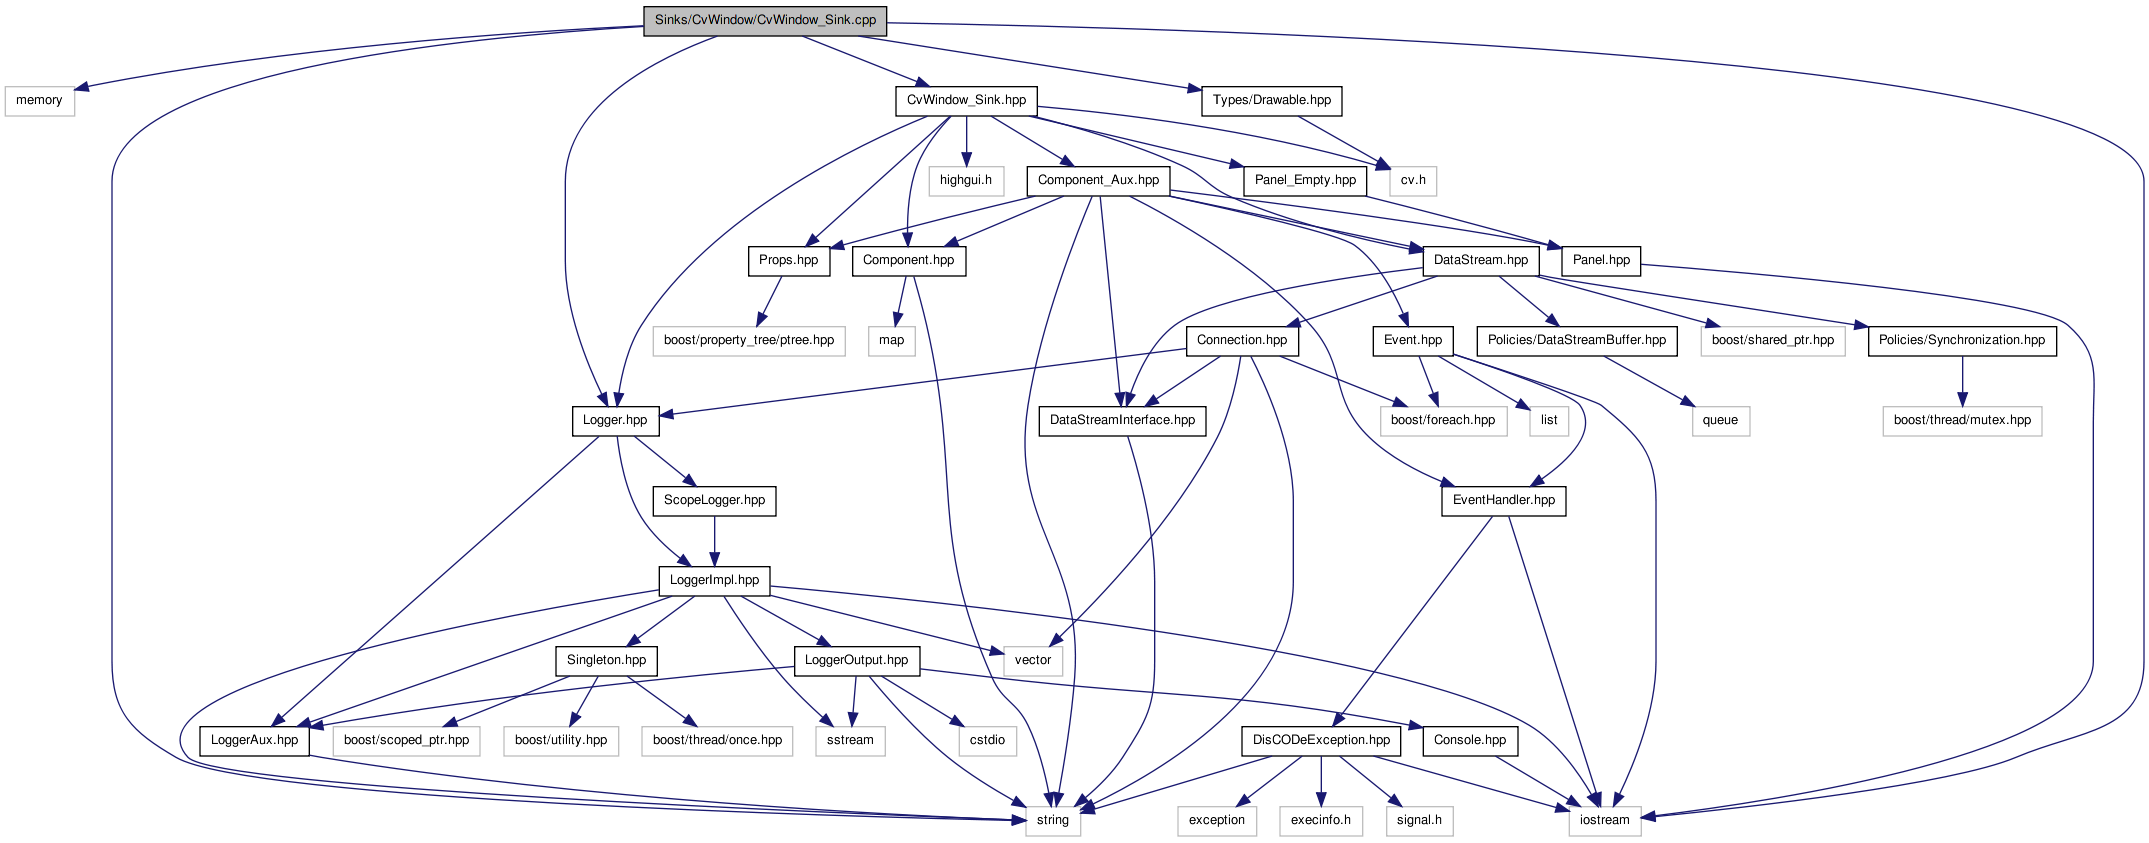 Sinks/CvWindow/CvWindow_Sink.cpp
memory
CvWindow_Sink.hpp
Types/Drawable.hpp
highgui.h
Component_Aux.hpp
Panel_Empty.hpp
cv.h
Props.hpp
Component.hpp
DataStream.hpp
Panel.hpp
boost/property_tree/ptree.hpp
map
Connection.hpp
Event.hpp
Policies/DataStreamBuffer.hpp
boost/shared_ptr.hpp
Policies/Synchronization.hpp
Logger.hpp
DataStreamInterface.hpp
boost/foreach.hpp
list
queue
boost/thread/mutex.hpp
ScopeLogger.hpp
EventHandler.hpp
LoggerImpl.hpp
Singleton.hpp
LoggerOutput.hpp
vector
LoggerAux.hpp
boost/scoped_ptr.hpp
boost/utility.hpp
boost/thread/once.hpp
sstream
cstdio
DisCODeException.hpp
Console.hpp
string
exception
execinfo.h
signal.h
iostream